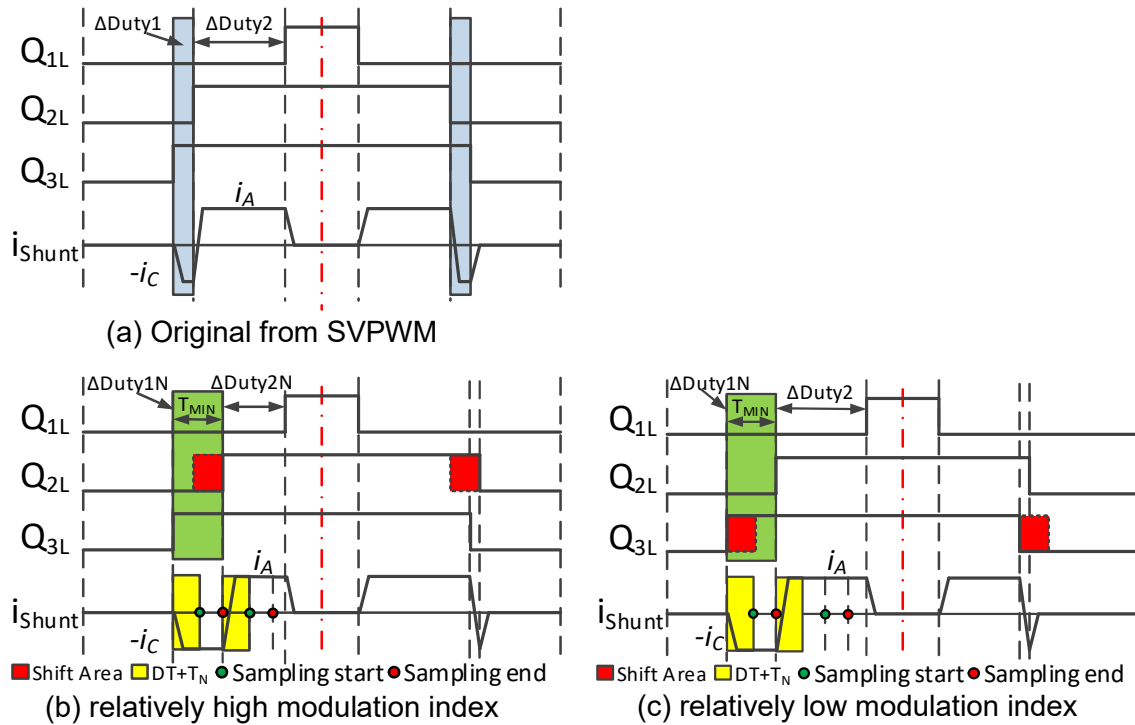 ΔDuty1 ΔDuty2
Q1L
Q2L
Q3L
iA
iShunt
-iC
(a) Original from SVPWM
ΔDuty1N ΔDuty2N
TMIN
Q1L
Q2L
Q3L
iA
iShunt
-iC
Shift Area DT+TN Sampling start Sampling end
(b) relatively high modulation index
ΔDuty1N ΔDuty2
TMIN
Q1L
Q2L
Q3L
iA
iShunt
-iC
Shift Area DT+TN Sampling start Sampling end
(c) relatively low modulation index